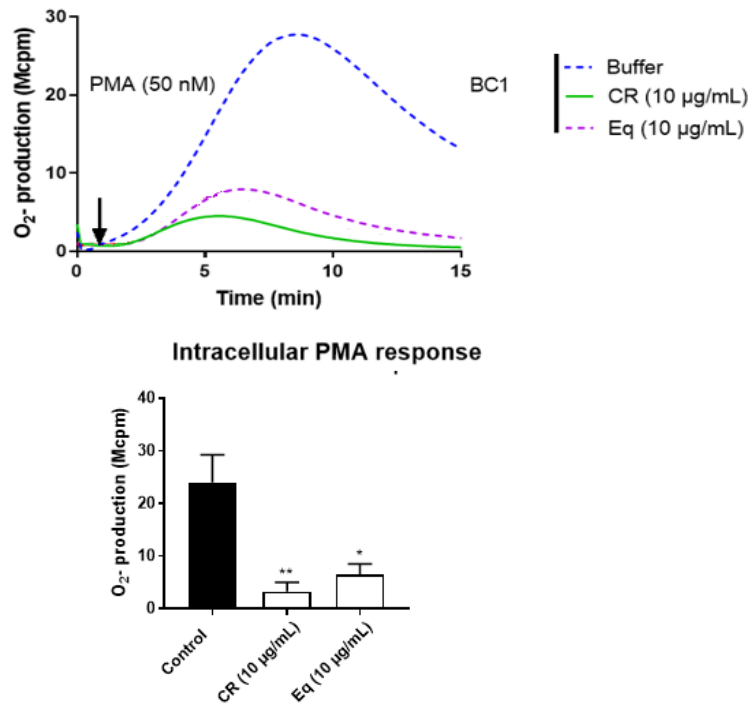 30
20
10
0
O₂- production (Mcpm)
PMA (50 nM)
BC1
Buffer
CR (10 µg/mL)
Eq (10 µg/mL)
0 5 10 15
Time (min)
Intracellular PMA response
40
30
20
10
0
O₂- production (Mcpm)
**
*
Control
CR (10 µg/mL)
Eq (10 µg/mL)